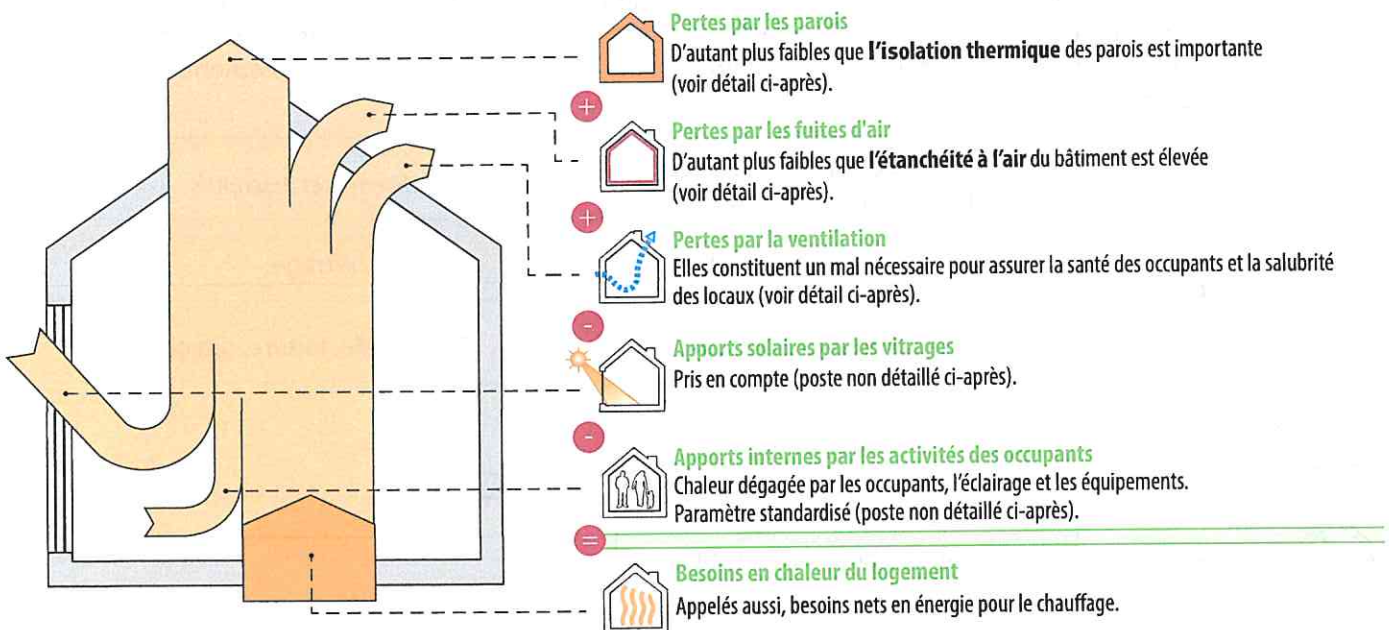 Pertes par les parois
D'autant plus faibles que l'isolation thermique des parois est importante
(voir détail ci-après).
+
Pertes par les fuites d'air
D'autant plus faibles que l'étanchéité à l'air du bâtiment est élevée
(voir détail ci-après).
+
Pertes par la ventilation
Elles constituent un mal nécessaire pour assurer la santé des occupants et la salubrité
des locaux (voir détail ci-après).
-
Apports solaires par les vitrages
Pris en compte (poste non détaillé ci-après).
-
Apports internes par les activités des occupants
Chaleur dégagée par les occupants, l'éclairage et les équipements.
Paramètre standardisé (poste non détaillé ci-après).
=
Besoins en chaleur du logement
Appelés aussi, besoins nets en énergie pour le chauffage.